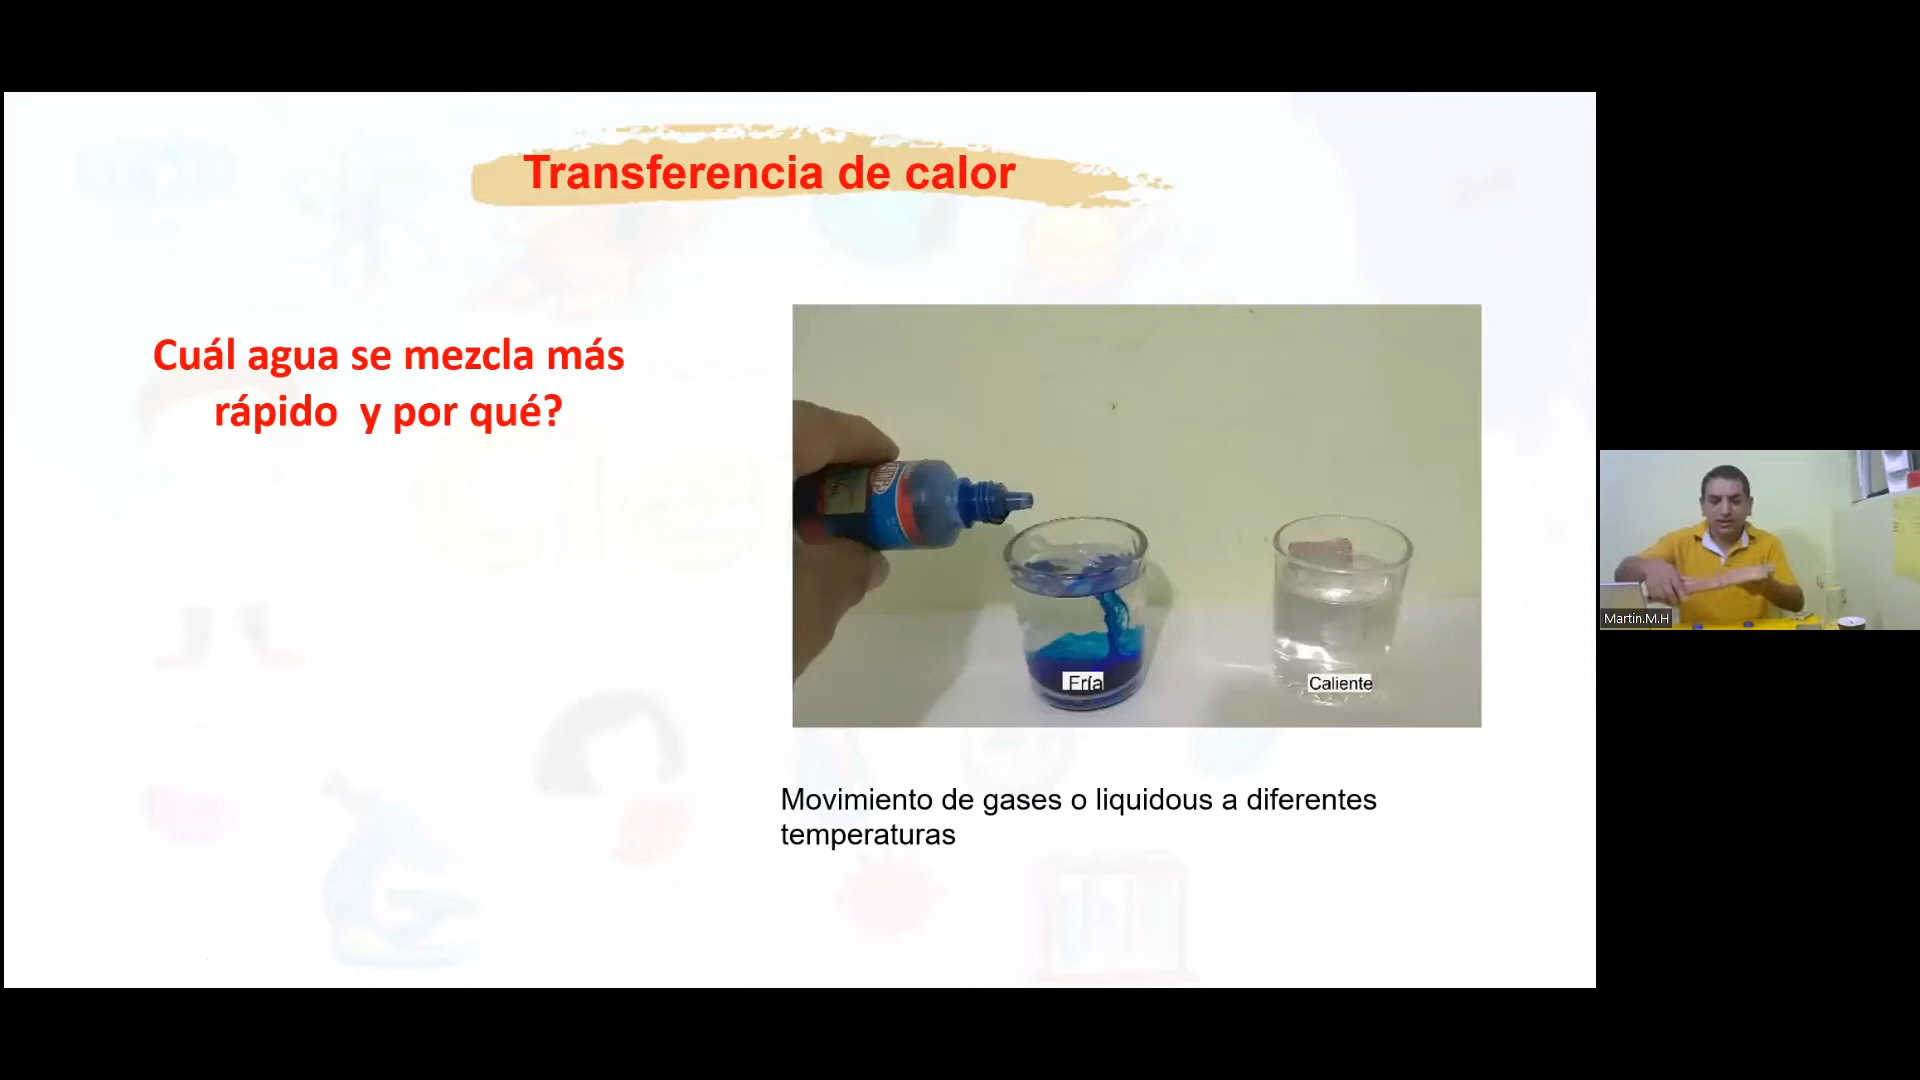 Transferencia de calor
Cuál agua se mezcla más
rápido y por qué?
Fría
Caliente
Movimiento de gases o liquidous a diferentes
temperaturas
Martin.M.H